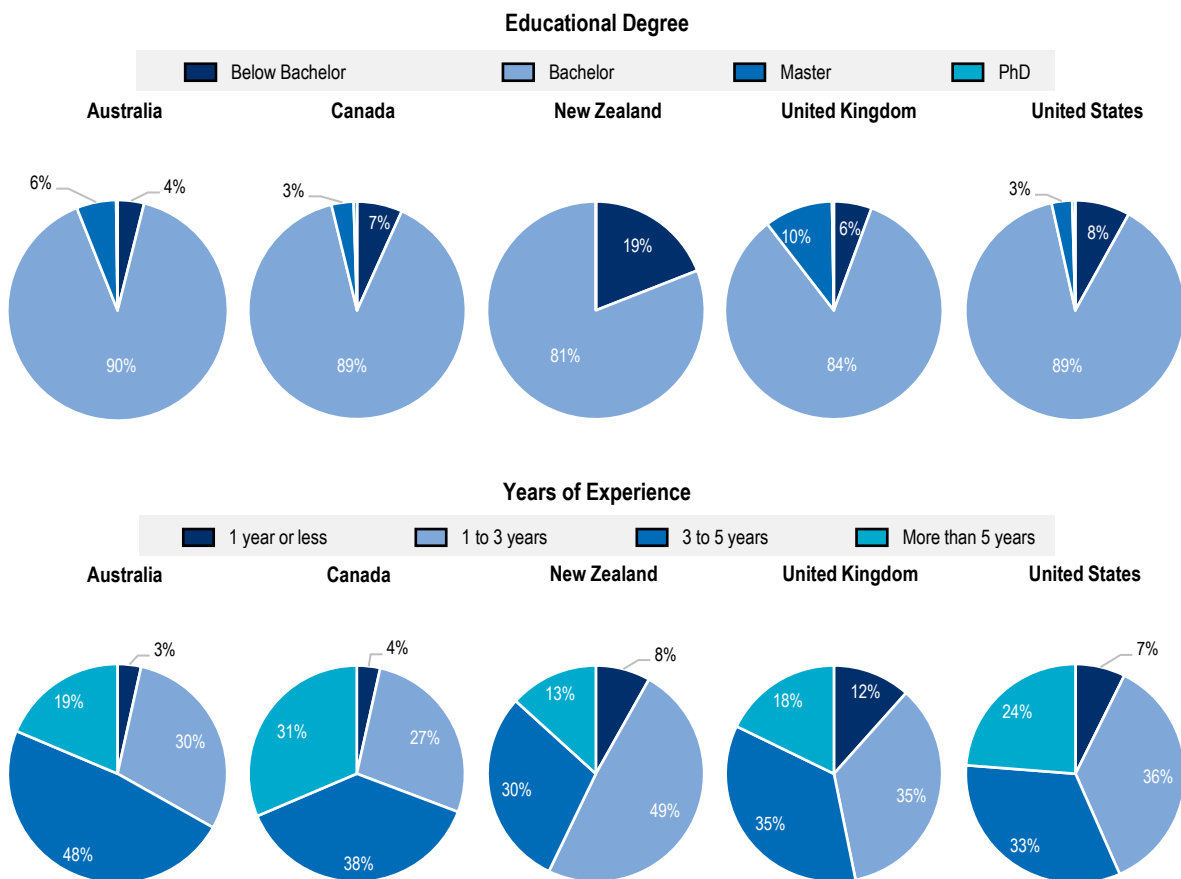 Educational Degree
Below Bachelor Bachelor Master PhD
Australia Canada New Zealand United Kingdom United States
6% 4% 3% 7% 19% 10% 6% 3% 8%
90% 89% 81% 84% 89%
Years of Experience
1 year or less 1 to 3 years 3 to 5 years More than 5 years
Australia Canada New Zealand United Kingdom United States
3% 4% 8% 12% 7%
19% 30% 31% 27% 13% 49% 18% 35% 24% 36%
48% 38% 30% 35% 33%